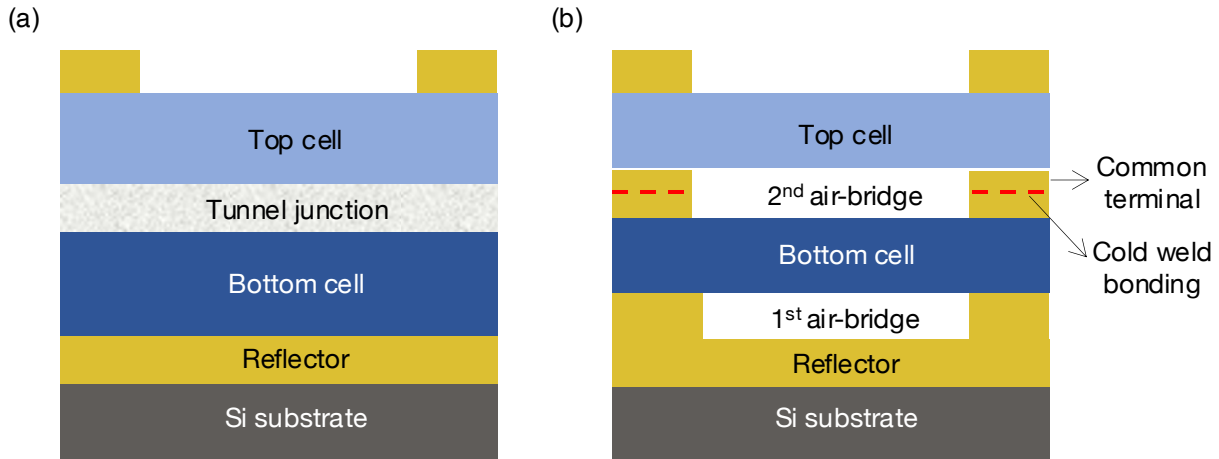 (a)
Top cell
Tunnel junction
Bottom cell
Reflector
Si substrate
(b)
Top cell
2nd air-bridge
Bottom cell
1st air-bridge
Reflector
Si substrate
Common
terminal
Cold weld
bonding